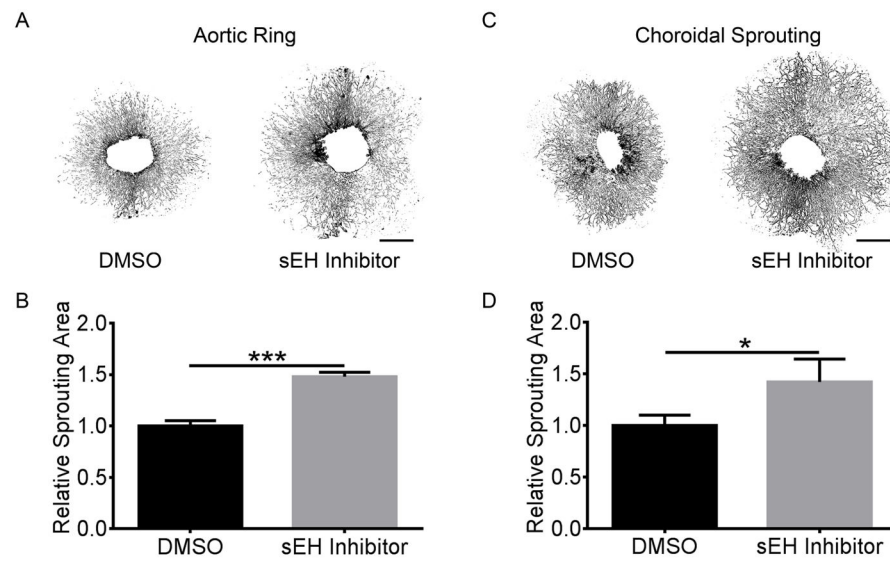 A
Aortic Ring
DMSO
sEH Inhibitor
C
Choroidal Sprouting
DMSO
sEH Inhibitor
B
Relative Sprouting Area
2.0
1.5
1.0
0.5
0.0
***
DMSO
sEH Inhibitor
D
Relative Sprouting Area
2.0
1.5
1.0
0.5
0.0
*
DMSO
sEH Inhibitor